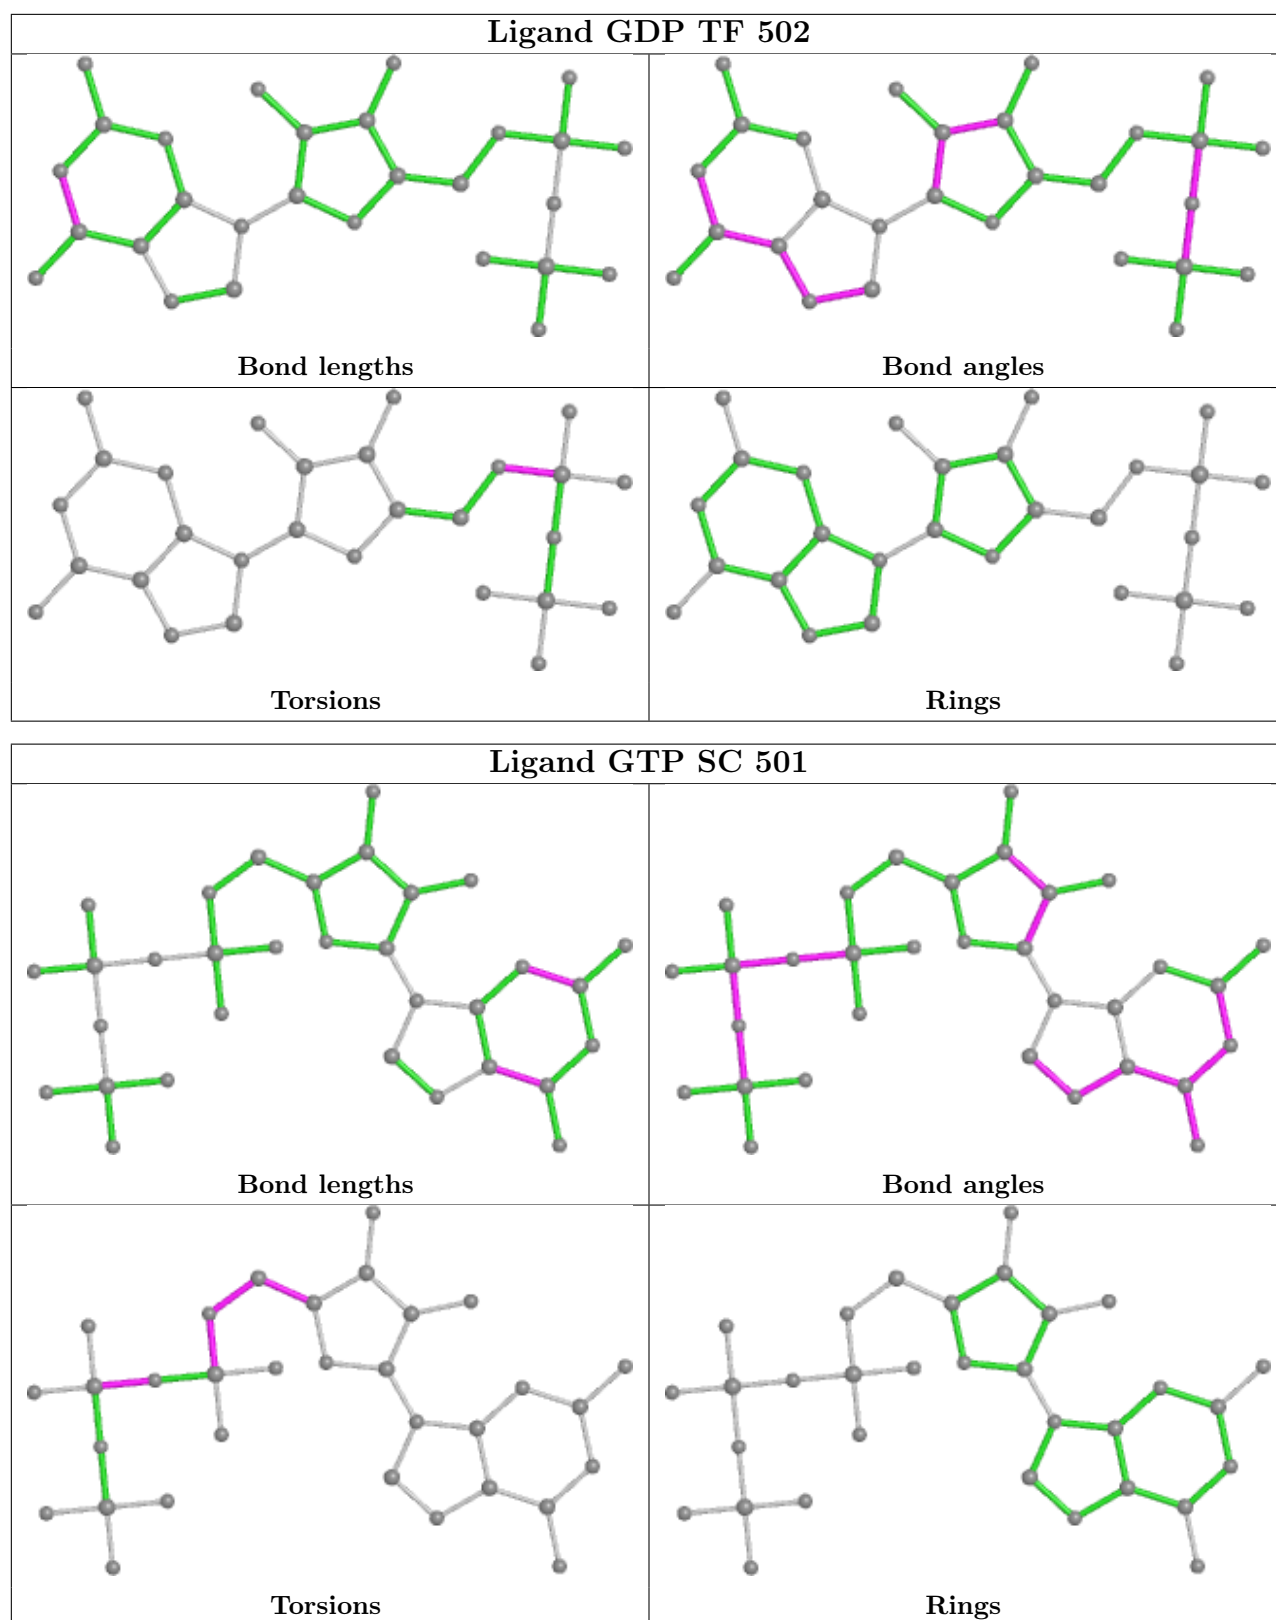 Ligand GDP TF 502
Bond lengths
Bond angles
Torsions
Rings
Ligand GTP SC 501
Bond lengths
Bond angles
Torsions
Rings